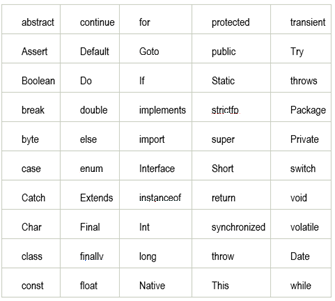 abstract continue for protected transient
Assert Default Goto public Try
Boolean Do If Static throws
break double implements strictfp Package
byte else import super Private
case enum Interface Short switch
Catch Extends instanceof return void
Char Final Int synchronized volatile
class finally long throw Date
const float Native This while